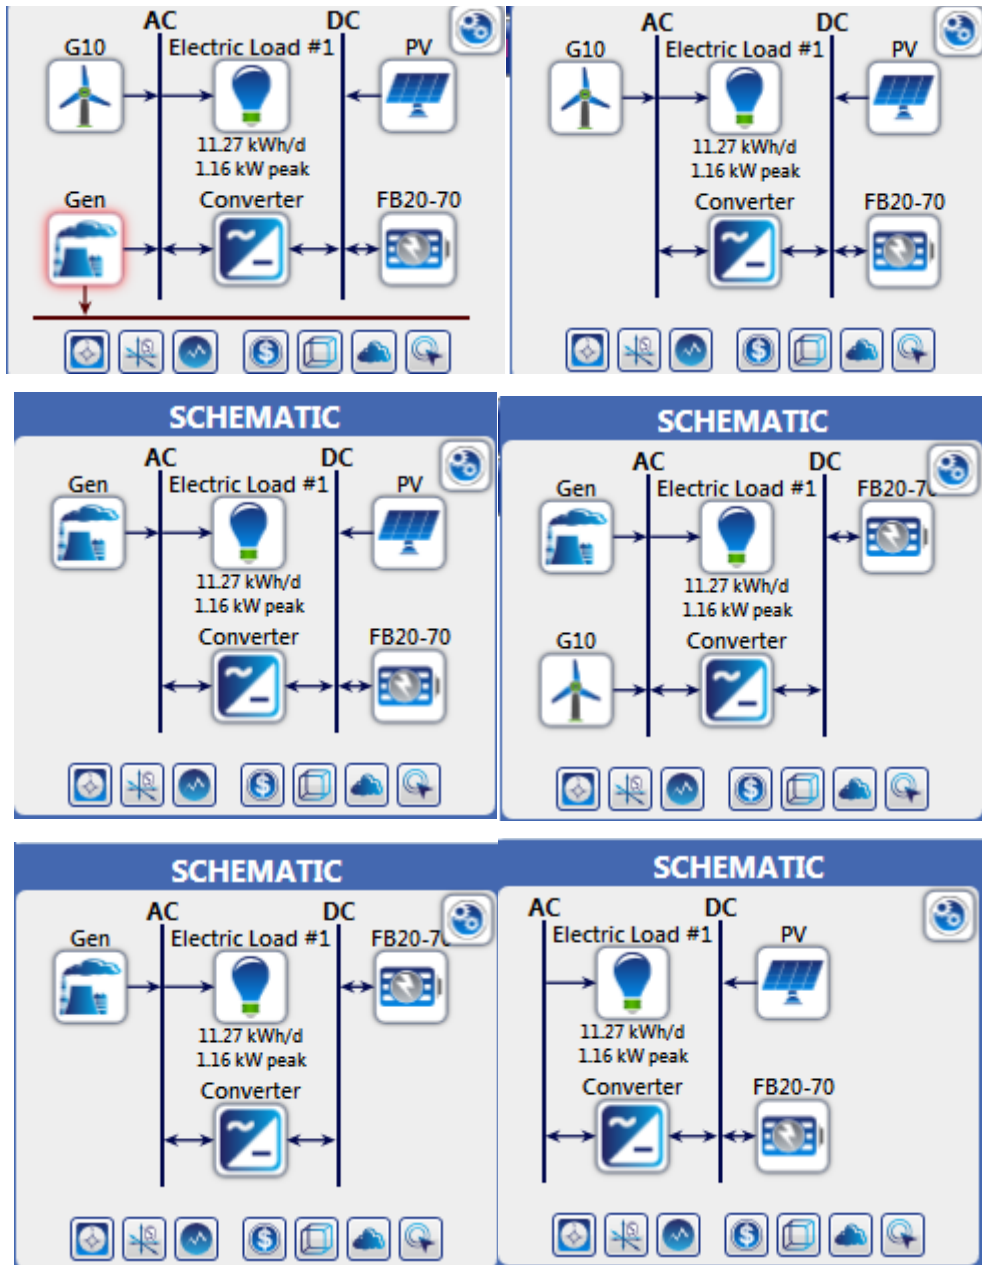 AC DC
G10 Electric Load #1 PV
11.27 kWh/d
1.16 kW peak
Gen Converter FB20-70
AC DC
G10 Electric Load #1 PV
11.27 kWh/d
1.16 kW peak
Converter FB20-70
SCHEMATIC
AC DC
Gen Electric Load #1 PV
11.27 kWh/d
1.16 kW peak
Converter FB20-70
SCHEMATIC
AC DC
Gen Electric Load #1 FB20-70
11.27 kWh/d
1.16 kW peak
G10 Converter
SCHEMATIC
AC DC
Gen Electric Load #1 FB20-70
11.27 kWh/d
1.16 kW peak
Converter
SCHEMATIC
AC DC
Electric Load #1 PV
11.27 kWh/d
1.16 kW peak
Converter FB20-70